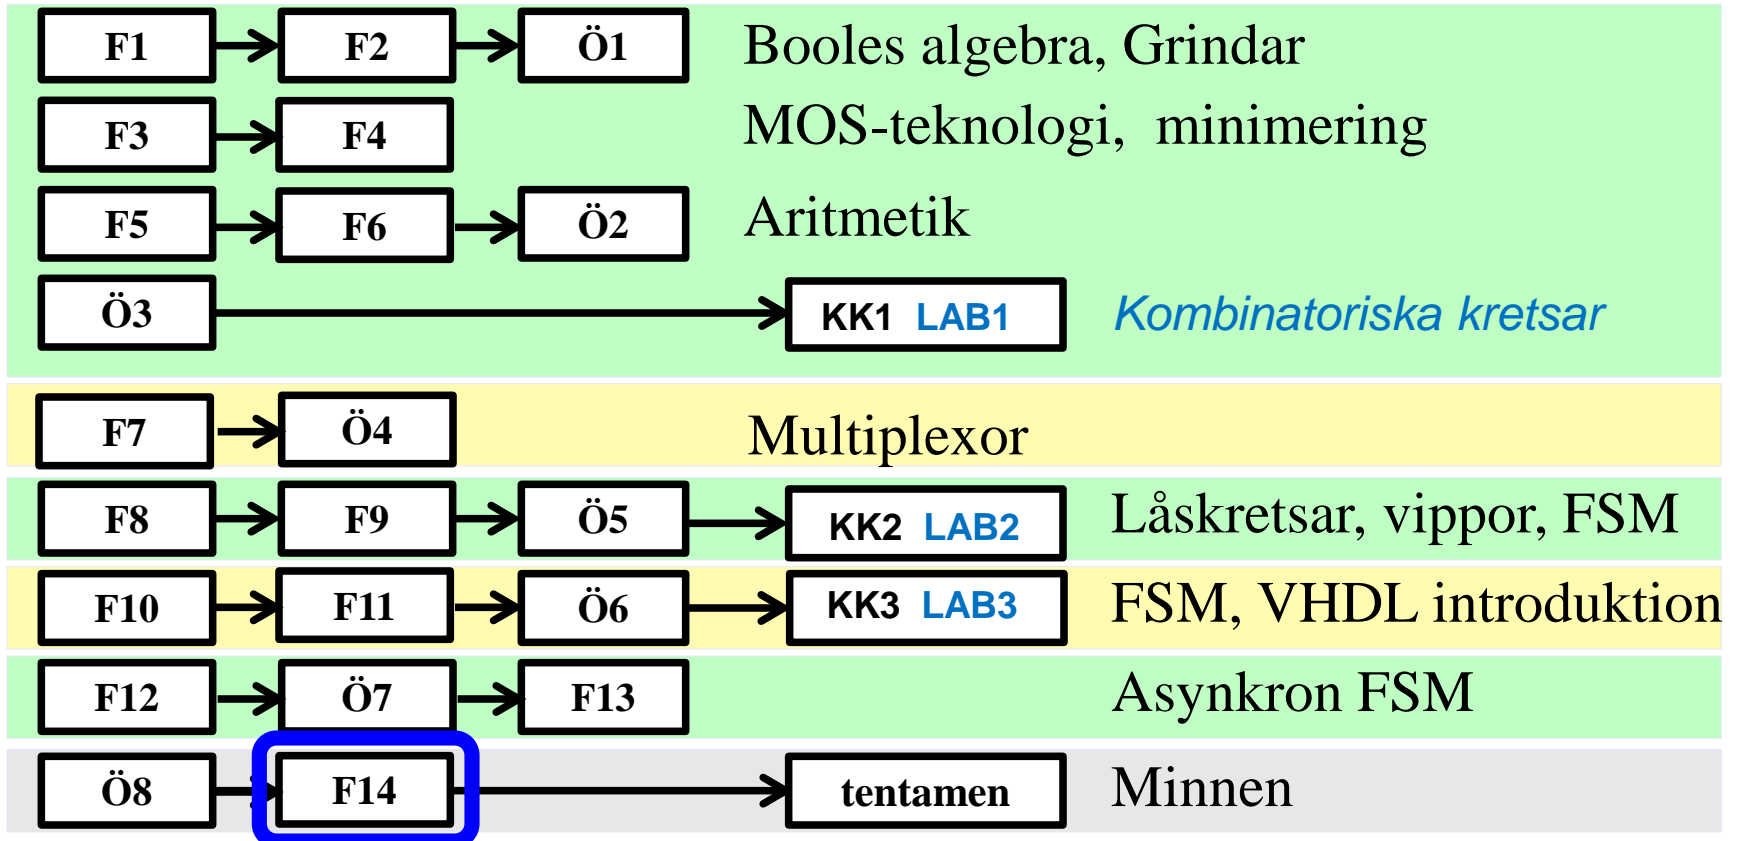 F1 F2 Ö1 Booles algebra, Grindar
F3 F4 MOS-teknologi, minimering
F5 F6 Ö2 Aritmetik
Ö3 KK1 LAB1 Kombinatoriska kretsar
F7 Ö4 Multiplexor
F8 F9 Ö5 KK2 LAB2 Låskretsar, vippor, FSM
F10 F11 Ö6 KK3 LAB3 FSM, VHDL introduktion
F12 Ö7 F13 Asynkron FSM
Ö8 F14 tentamen Minnen